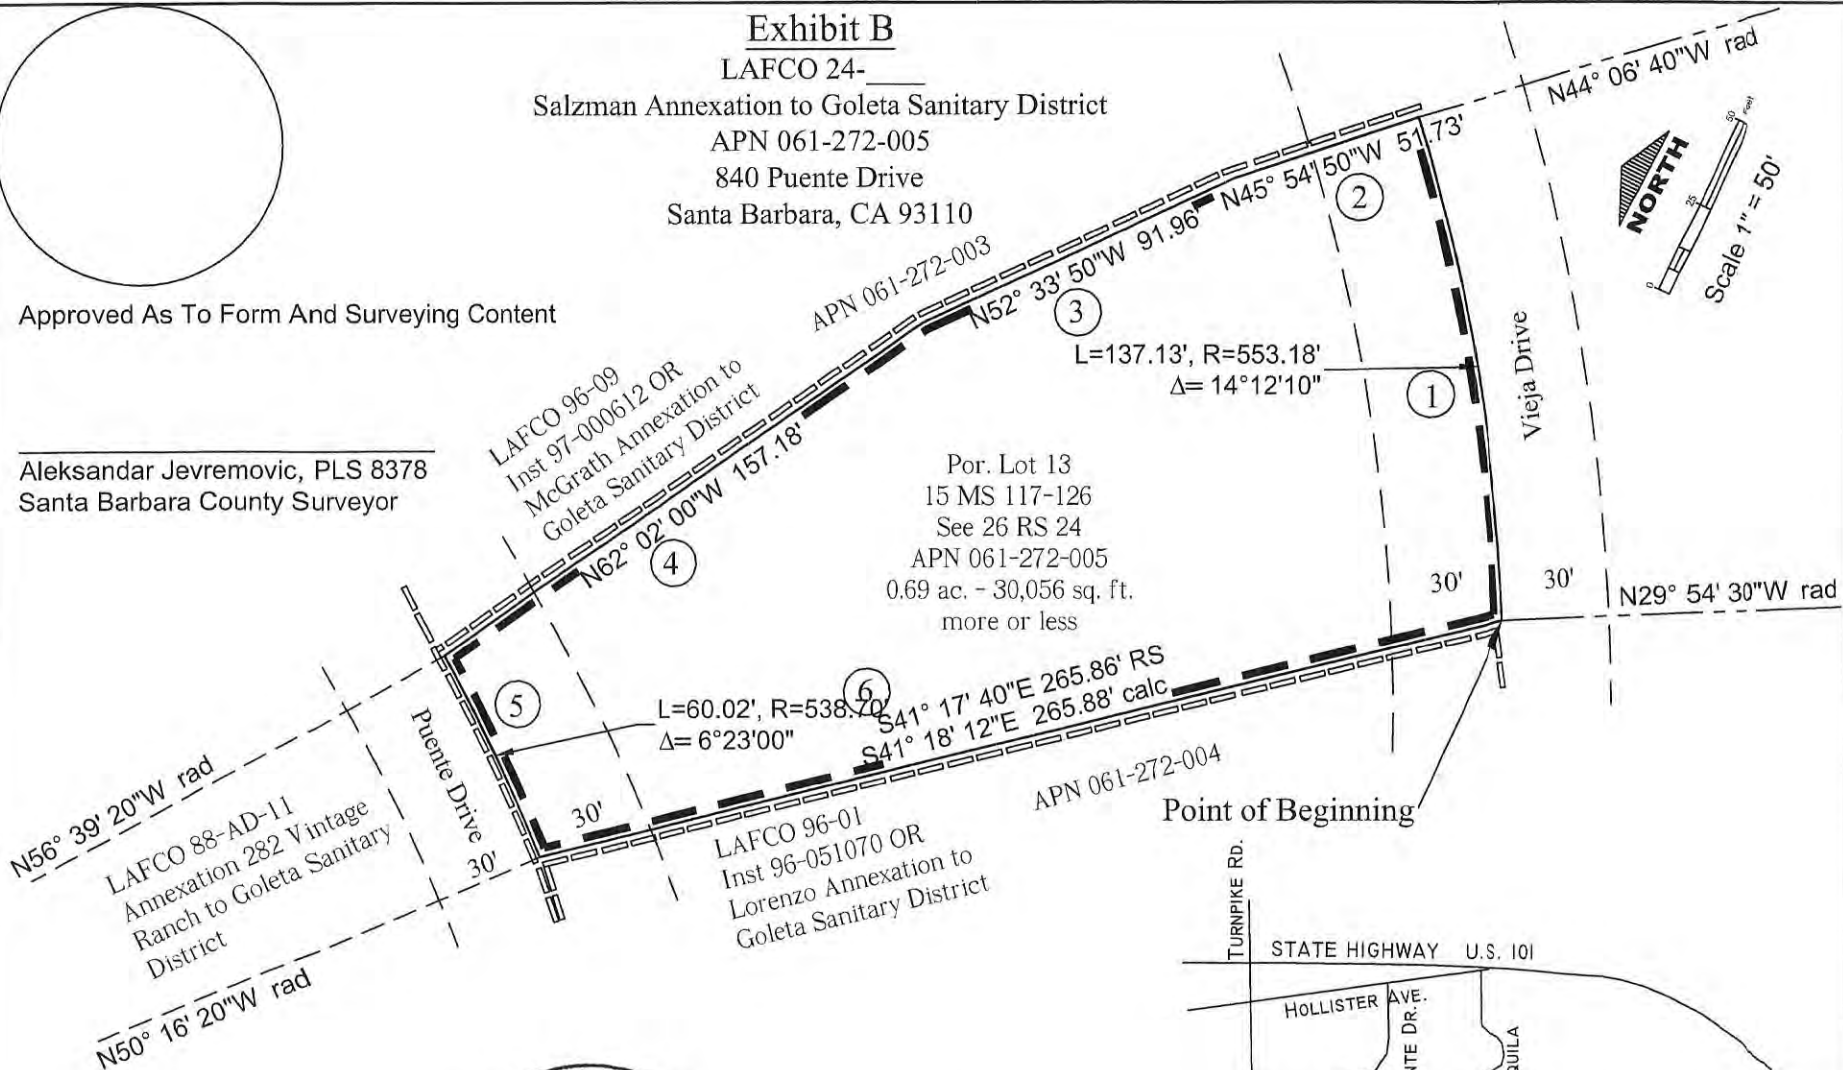 Exhibit B
LAFCO 24-____
Salzman Annexation to Goleta Sanitary District
APN 061-272-005
840 Puente Drive
Santa Barbara, CA 93110
Approved As To Form And Surveying Content
Aleksandar Jevremovic, PLS 8378
Santa Barbara County Surveyor
N44° 06' 40"W rad
NORTH
0
25
50
Feet
Scale 1" = 50'
N45° 54' 50"W 51.73'
2
APN 061-272-003
N52° 33' 50"W 91.96'
3
L=137.13', R=553.18'
Δ= 14°12'10"
1
Vieja Drive
LAFCO 96-09
Inst 97-000612 OR
McGrath Annexation to
Goleta Sanitary District
N62° 02' 00"W 157.18'
4
Por. Lot 13
15 MS 117-126
See 26 RS 24
APN 061-272-005
0.69 ac. - 30,056 sq. ft.
more or less
30'
30'
N29° 54' 30"W rad
5
L=60.02', R=538.70'
Δ= 6°23'00"
6
S41° 17' 40"E 265.86' RS
S41° 18' 12"E 265.88' calc
Puente Drive
30'
30'
N56° 39' 20"W rad
LAFCO 88-AD-11
Annexation 282 Vintage
Ranch to Goleta Sanitary
District
N50° 16' 20"W rad
LAFCO 96-01
Inst 96-051070 OR
Lorenzo Annexation to
Goleta Sanitary District
APN 061-272-004
Point of Beginning
TURNPIKE RD.
STATE HIGHWAY U.S. 101
HOLLISTER AVE.
NTE DR.
QUILA